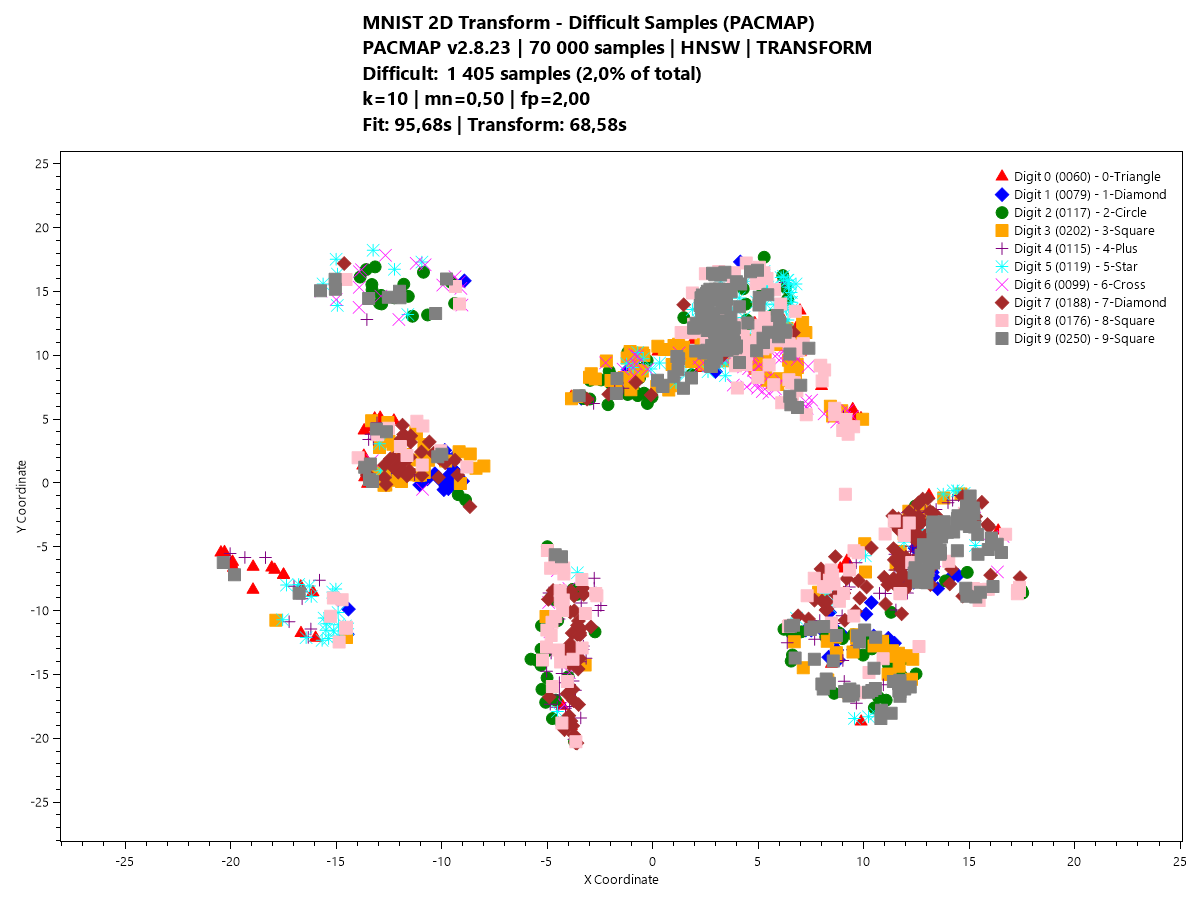 MNIST 2D Transform - Difficult Samples (PACMAP)
PACMAP v2.8.23 | 70 000 samples | HNSW | TRANSFORM
Difficult:  1 405 samples (2,0% of total)
k=10 | mn=0,50 | fp=2,00
Fit: 95,68s | Transform: 68,58s
Digit 0 (0060) - 0-Triangle
Digit 1 (0079) - 1-Diamond
Digit 2 (0117) - 2-Circle
Digit 3 (0202) - 3-Square
Digit 4 (0115) - 4-Plus
Digit 5 (0119) - 5-Star
Digit 6 (0099) - 6-Cross
Digit 7 (0188) - 7-Diamond
Digit 8 (0176) - 8-Square
Digit 9 (0250) - 9-Square
Y Coordinate
25
20
15
10
5
0
-5
-10
-15
-20
-25
-25 -20 -15 -10 -5 0 5 10 15 20 25
X Coordinate